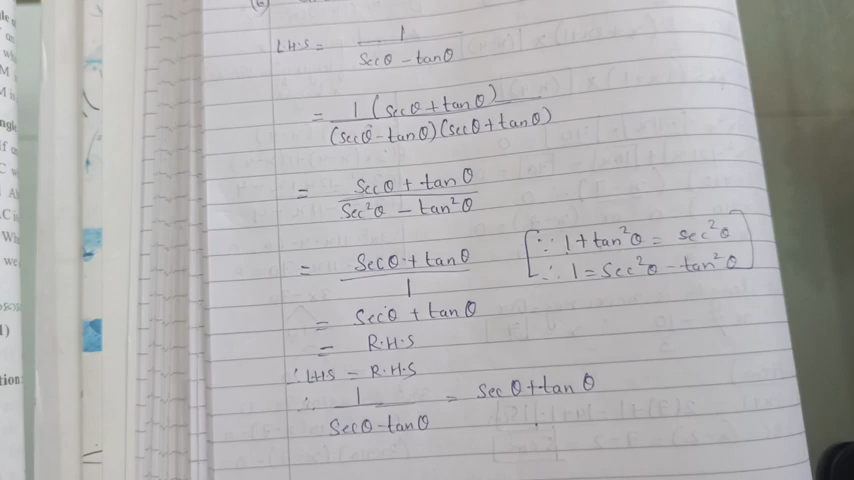 (6)
L.H.S = 1 / (secθ - tanθ)
= 1 (secθ + tanθ) / (secθ - tanθ)(secθ + tanθ)
= secθ + tanθ / sec²θ - tan²θ
= secθ + tanθ / 1 [∵ 1 + tan²θ = sec²θ
∴ 1 = sec²θ - tan²θ]
= secθ + tanθ
= R.H.S
∴ LHS = R.H.S
∴ 1 / secθ - tanθ = secθ + tanθ